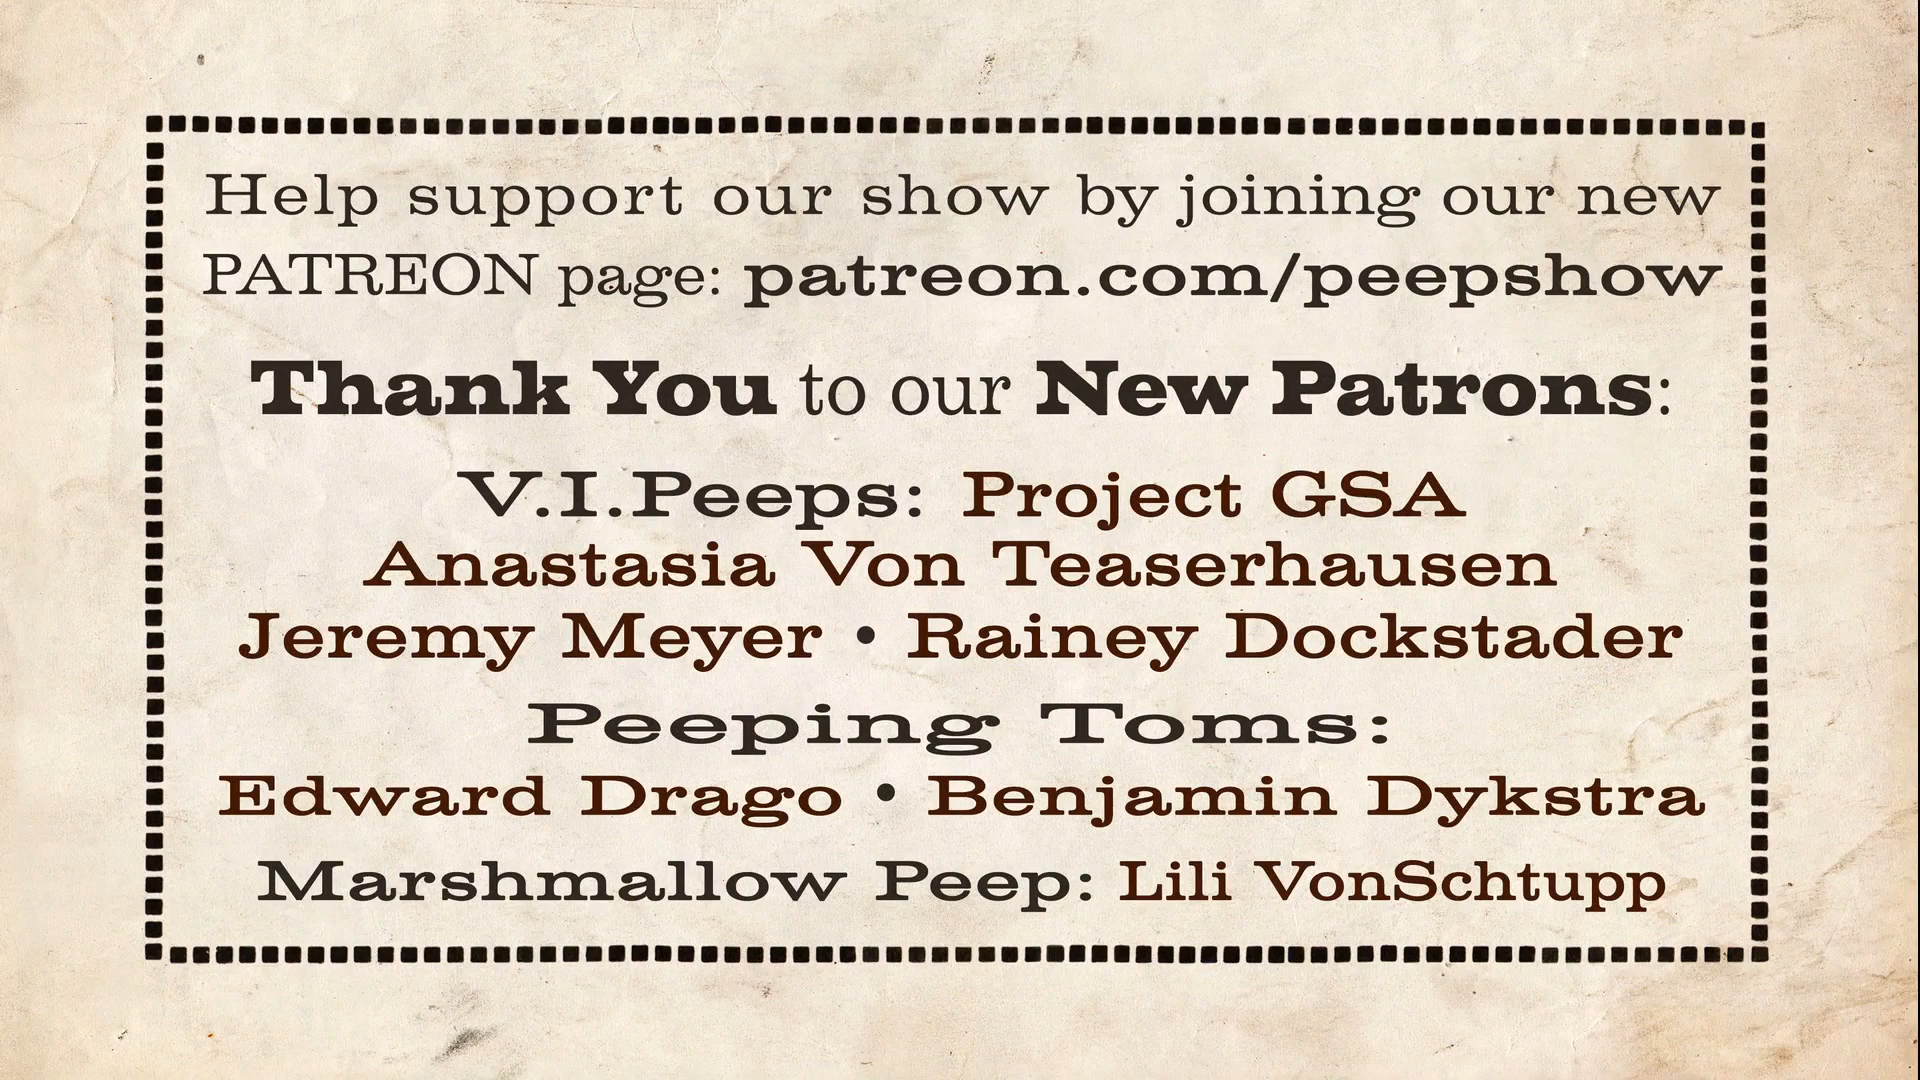 Help support our show by joining our new
PATREON page: patreon.com/peepshow
Thank You to our New Patrons:
V.I.Peeps: Project GSA
Anastasia Von Teaserhausen
Jeremy Meyer • Rainey Dockstader
Peeping Toms:
Edward Drago • Benjamin Dykstra
Marshmallow Peep: Lili VonSchtupp